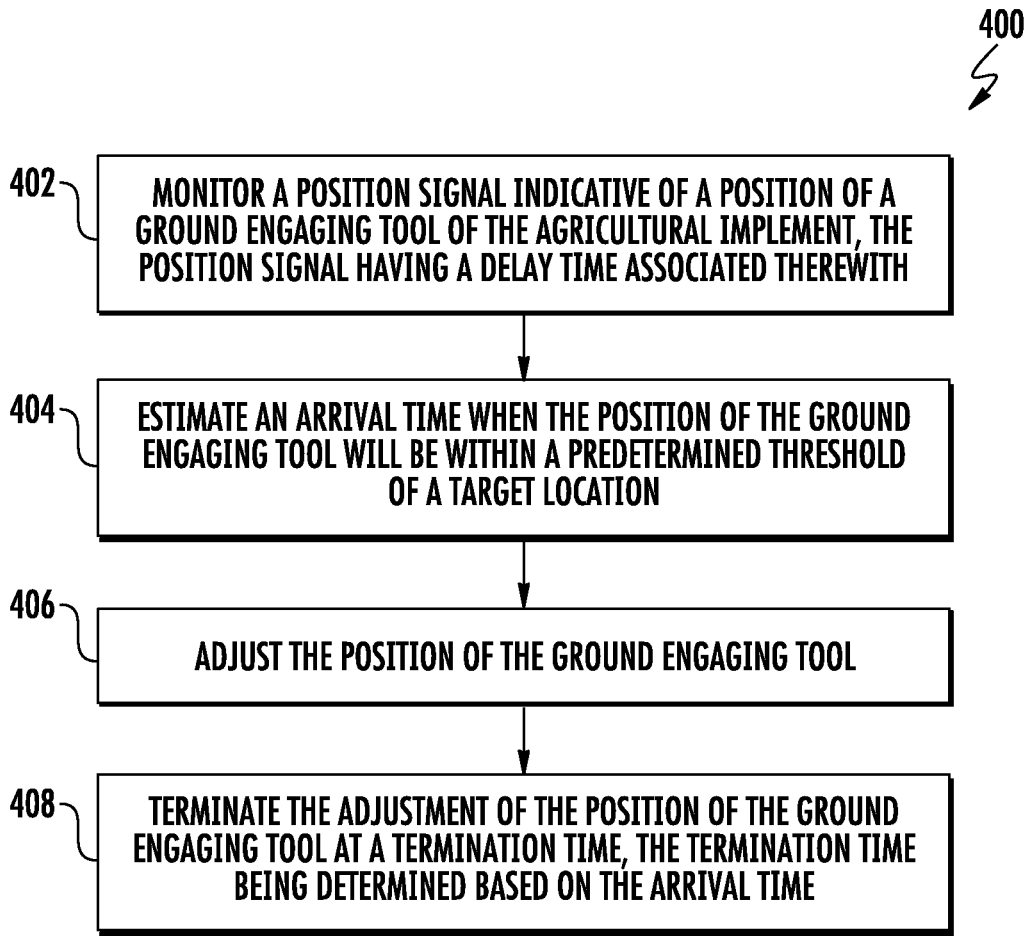 400
402
MONITOR A POSITION SIGNAL INDICATIVE OF A POSITION OF A
GROUND ENGAGING TOOL OF THE AGRICULTURAL IMPLEMENT, THE
POSITION SIGNAL HAVING A DELAY TIME ASSOCIATED THEREWITH
404
ESTIMATE AN ARRIVAL TIME WHEN THE POSITION OF THE GROUND
ENGAGING TOOL WILL BE WITHIN A PREDETERMINED THRESHOLD
OF A TARGET LOCATION
406
ADJUST THE POSITION OF THE GROUND ENGAGING TOOL
408
TERMINATE THE ADJUSTMENT OF THE POSITION OF THE GROUND
ENGAGING TOOL AT A TERMINATION TIME, THE TERMINATION TIME
BEING DETERMINED BASED ON THE ARRIVAL TIME